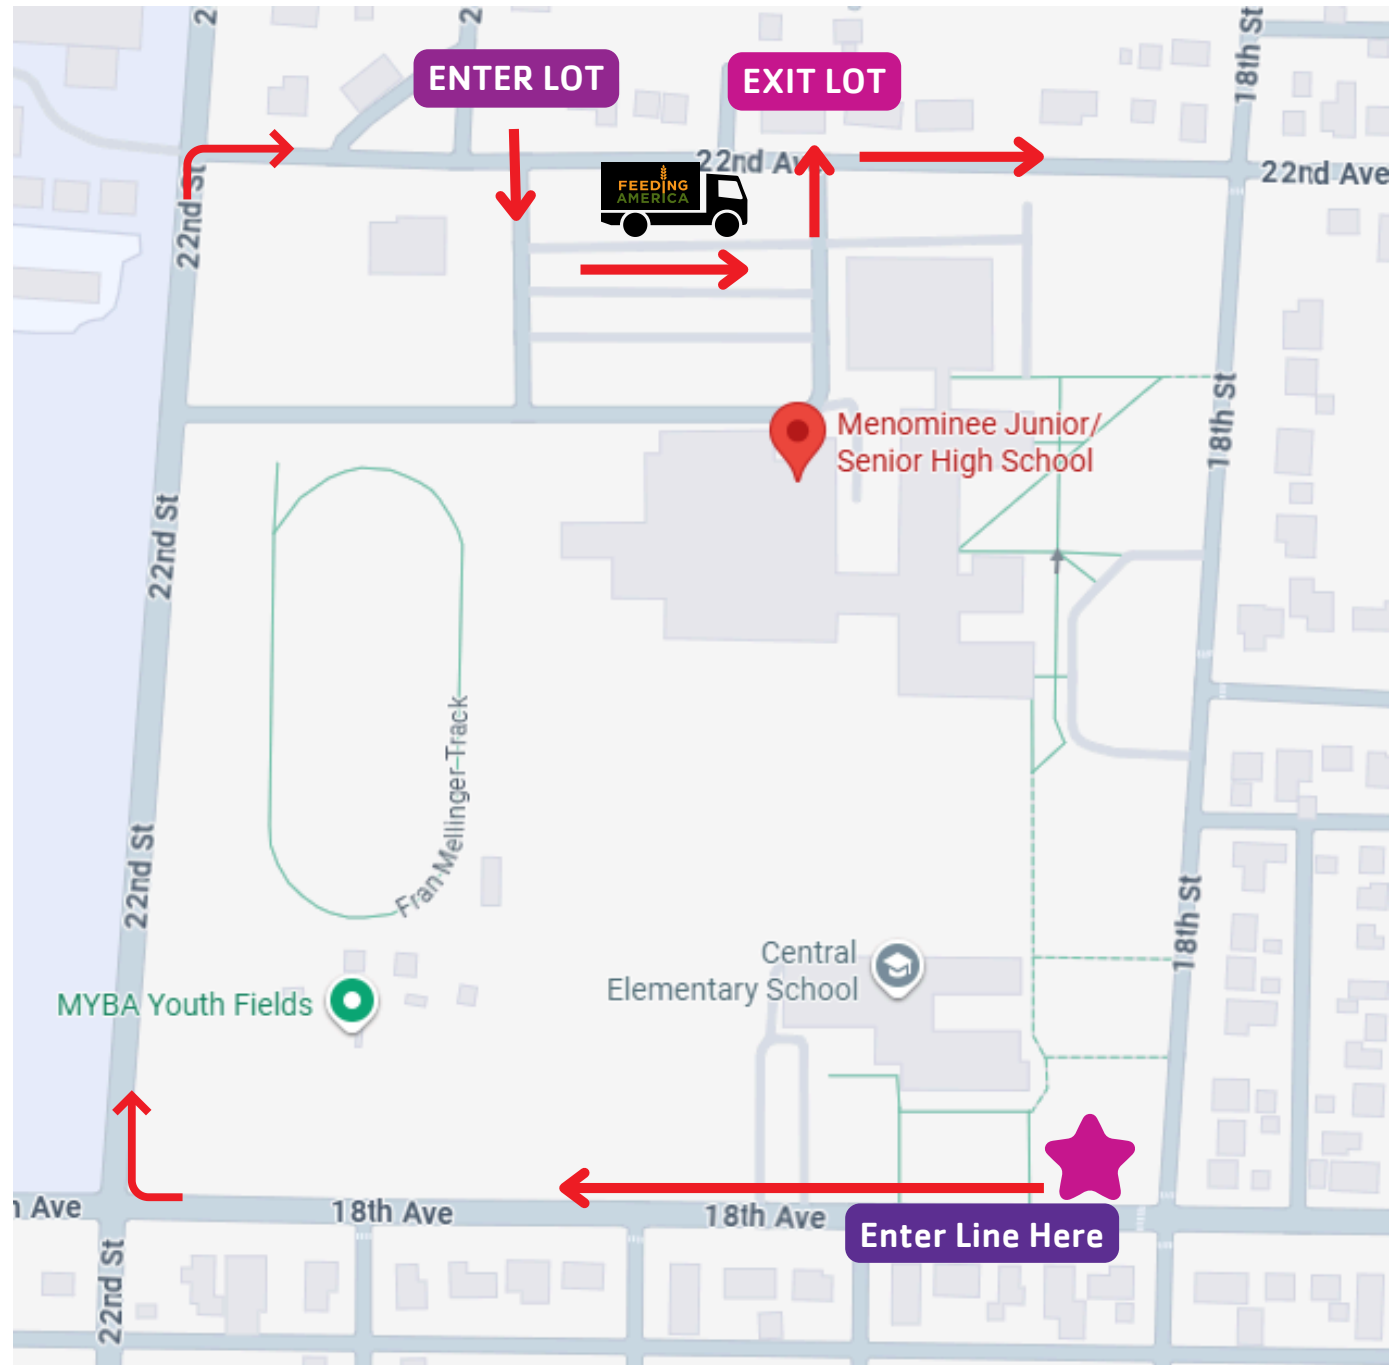 2
2
18th St
ENTER LOT
EXIT LOT
22nd Av
22nd Ave
FEEDING
AMERICA
22nd St
18th St
Menominee Junior/
Senior High School
22nd St
Fran Mellinger Track
22nd St
18th St
Central
Elementary School
MYBA Youth Fields
h Ave
18th Ave
18th Ave
Enter Line Here
22nd St